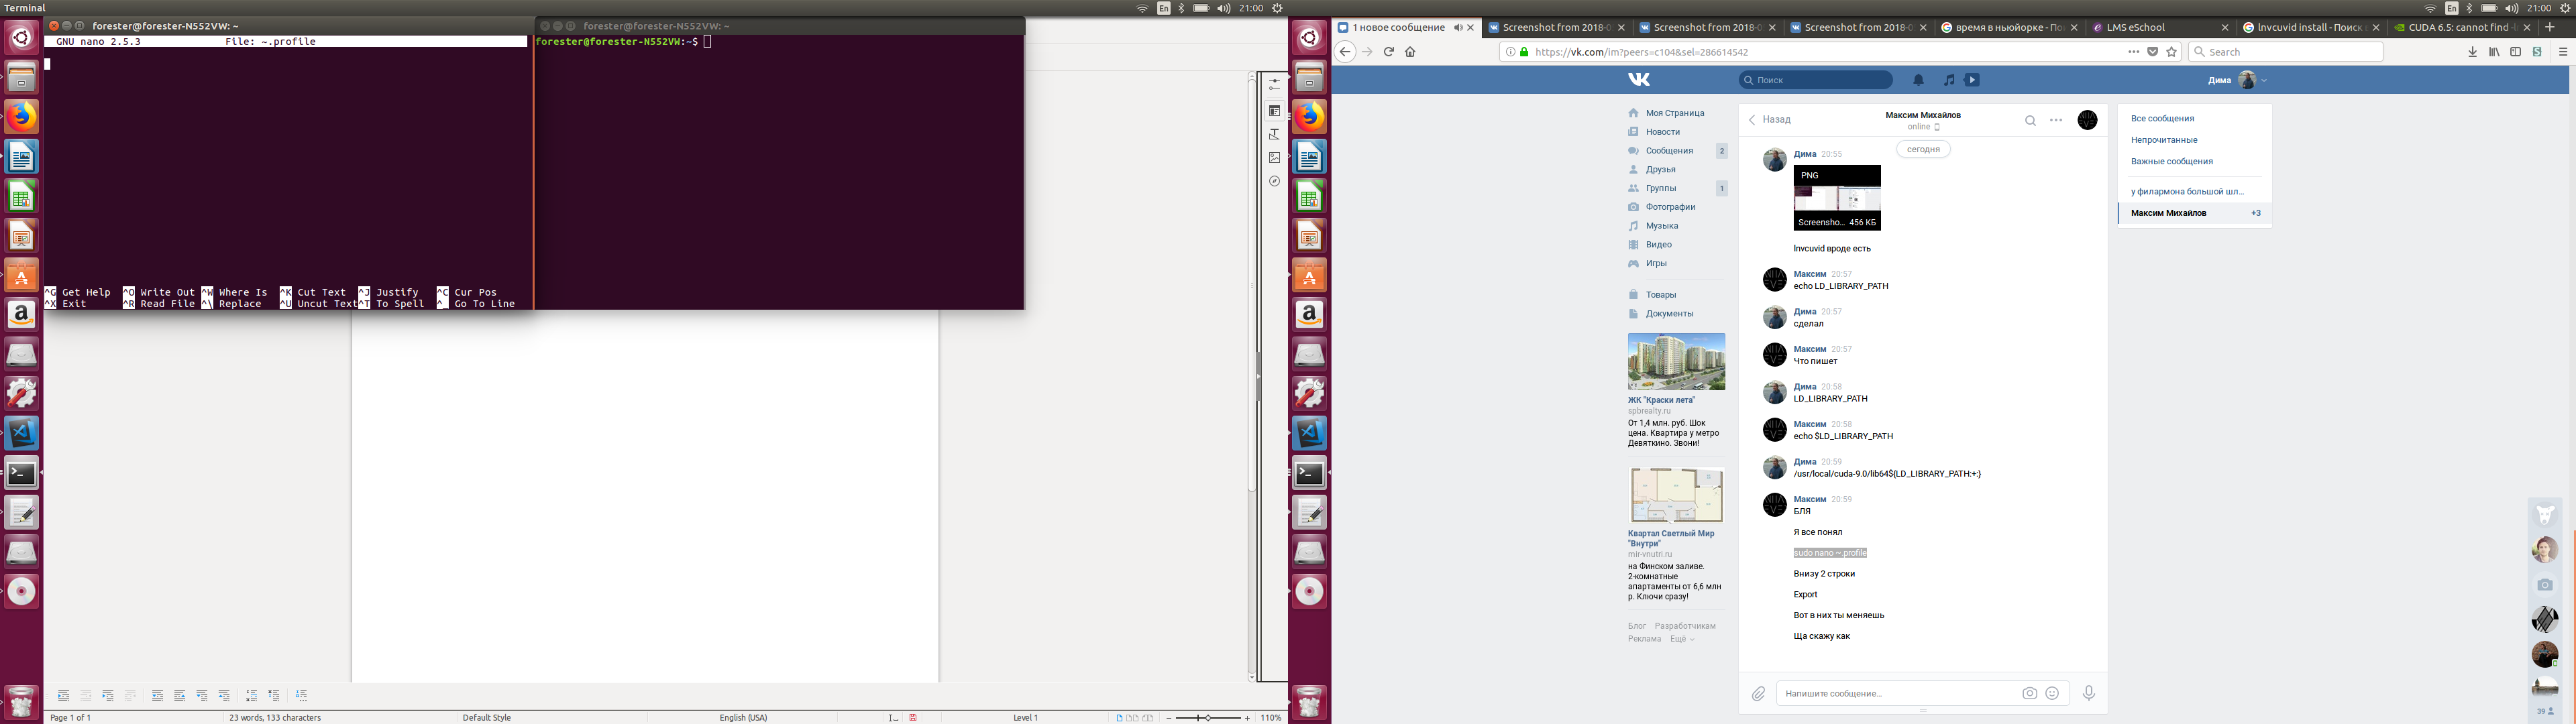 Terminal
En
21:00
En
21:00
forester@forester-N552VW: ~
forester@forester-N552VW: ~
GNU nano 2.5.3 File: ~.profile
forester@forester-N552VW:~$
^G Get Help ^O Write Out ^W Where Is ^K Cut Text ^J Justify ^C Cur Pos
^X Exit ^R Read File ^\ Replace ^U Uncut Text ^T To Spell ^_ Go To Line
Page 1 of 1
23 words, 133 characters
Default Style
English (USA)
Level 1
110%
1 новое сообщение
Screenshot from 2018-0
Screenshot from 2018-0
Screenshot from 2018-0
время в ньюйорке - По
LMS eSchool
lnvcuvid install - Поиск
CUDA 6.5: cannot find -l
https://vk.com/im?peers=c104&sel=286614542
Search
Поиск
Дима
Моя Страница
Новости
Сообщения 2
Друзья
Группы 1
Фотографии
Музыка
Видео
Игры
Товары
Документы
ЖК "Краски лета"
spbrealty.ru
От 1,4 млн. руб. Шок
цена. Квартира у метро
Девяткино. Звони!
Квартал Светлый Мир
"Внутри"
mir-vnutri.ru
на Финском заливе.
2-комнатные
апартаменты от 6,6 млн
р. Ключи сразу!
Блог Разработчикам
Реклама Ещё
Назад
Максим Михайлов
online
сегодня
Дима 20:55
PNG
Screensho... 456 КБ
lnvcuvid вроде есть
Максим 20:57
echo LD_LIBRARY_PATH
Дима 20:57
сделал
Максим 20:57
Что пишет
Дима 20:58
LD_LIBRARY_PATH
Максим 20:58
echo $LD_LIBRARY_PATH
Дима 20:59
/usr/local/cuda-9.0/lib64${LD_LIBRARY_PATH:+:}
Максим 20:59
БЛЯ
Я все понял
sudo nano ~.profile
Внизу 2 строки
Export
Вот в них ты меняешь
Ща скажу как
Напишите сообщение...
Все сообщения
Непрочитанные
Важные сообщения
у филармона большой шл...
Максим Михайлов +3
39